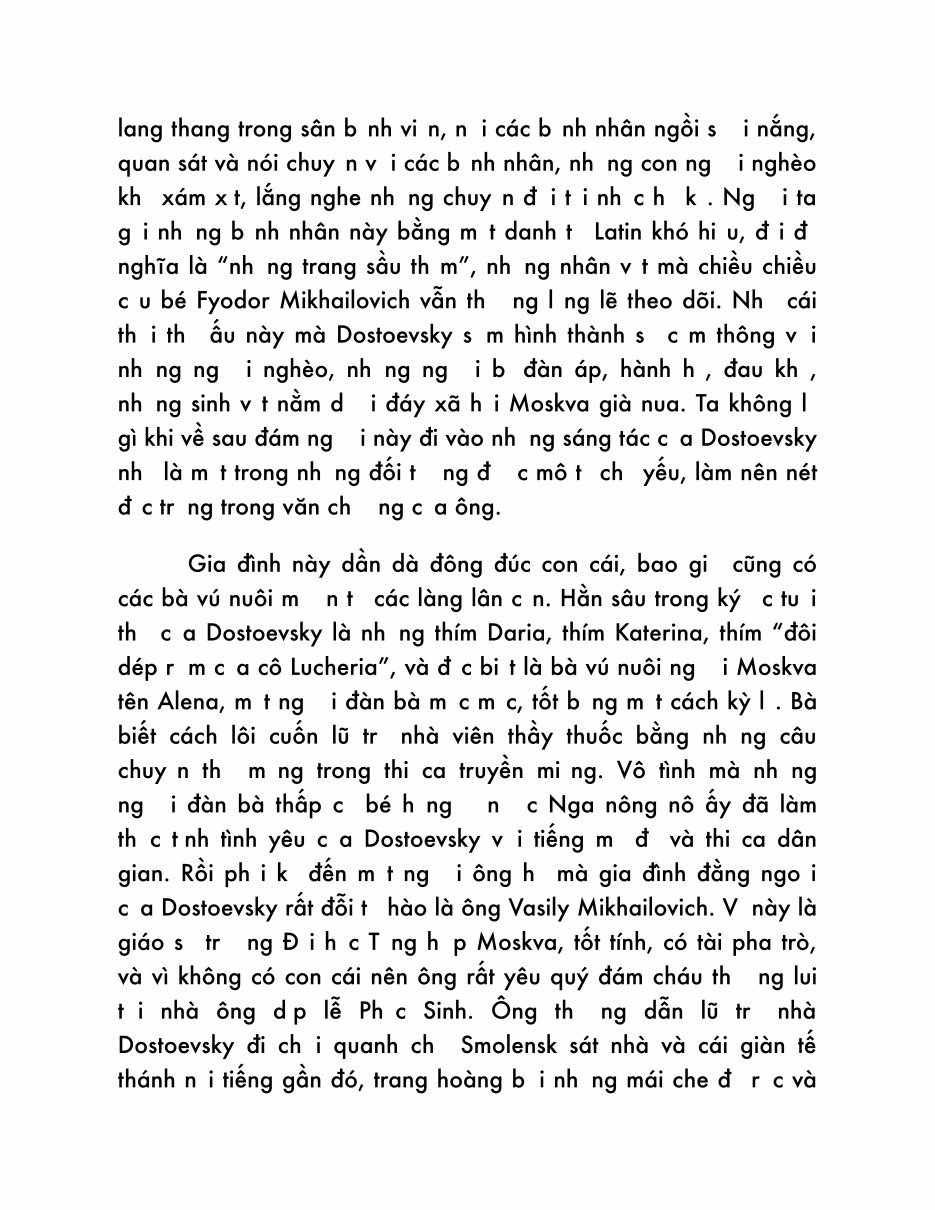 lang thang trong sân b nh vi n, n i các b nh nhân ngồi s i nắng,
quan sát và nói chuy n v i các b nh nhân, nh ng con ng i nghèo
kh xám x t, lắng nghe nh ng chuy n đ i t i nh c h k . Ng i ta
g i nh ng b nh nhân này bằng m t danh t Latin khó hi u, đ i đ
nghĩa là “nh ng trang sầu th m”, nh ng nhân v t mà chiều chiều
c u bé Fyodor Mikhailovich vẫn th ng l ng lẽ theo dõi. Nh cái
th i th ấu này mà Dostoevsky s m hình thành s c m thông v i
nh ng ng i nghèo, nh ng ng i b đàn áp, hành h , đau kh ,
nh ng sinh v t nằm d i đáy xã h i Moskva già nua. Ta không l
gì khi về sau đám ng i này đi vào nh ng sáng tác c a Dostoevsky
nh là m t trong nh ng đối t ng đ c mô t ch yếu, làm nên nét
đ c tr ng trong văn ch ng c a ông.
Gia đình này dần dà đông đúc con cái, bao gi cũng có
các bà vú nuôi m n t các làng lân c n. Hằn sâu trong ký c tu i
th c a Dostoevsky là nh ng thím Daria, thím Katerina, thím “đôi
dép r m c a cô Lucheria”, và đ c bi t là bà vú nuôi ng i Moskva
tên Alena, m t ng i đàn bà m c m c, tốt b ng m t cách kỳ l . Bà
biết cách lôi cuốn lũ tr nhà viên thầy thuốc bằng nh ng câu
chuy n th m ng trong thi ca truyền mi ng. Vô tình mà nh ng
ng i đàn bà thấp c bé h ng n c Nga nông nô ấy đã làm
th c t nh tình yêu c a Dostoevsky v i tiếng m đ và thi ca dân
gian. Rồi ph i k đến m t ng i ông h mà gia đình đằng ngo i
c a Dostoevsky rất đỗi t hào là ông Vasily Mikhailovich. V này là
giáo s tr ng Đ i h c T ng h p Moskva, tốt tính, có tài pha trò,
và vì không có con cái nên ông rất yêu quý đám cháu th ng lui
t i nhà ông d p lễ Ph c Sinh. Ông th ng dẫn lũ tr nhà
Dostoevsky đi ch i quanh ch Smolensk sát nhà và cái giàn tế
thánh n i tiếng gần đó, trang hoàng b i nh ng mái che đ r c và